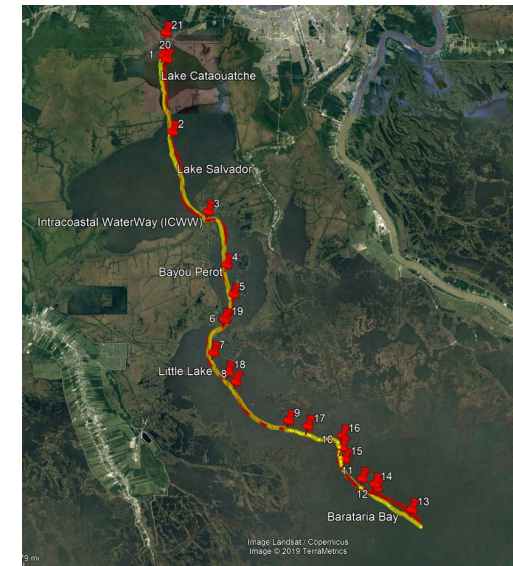 21
20
1
Lake Cataouatche
2
Lake Salvador
3
Intracoastal WaterWay (ICWW)
4
Bayou Perot
5
19
6
7
18
Little Lake
8
9
17
16
10
15
11
14
12
13
Barataria Bay
Image Landsat / Copernicus
Image © 2019 TerraMetrics
9 mi